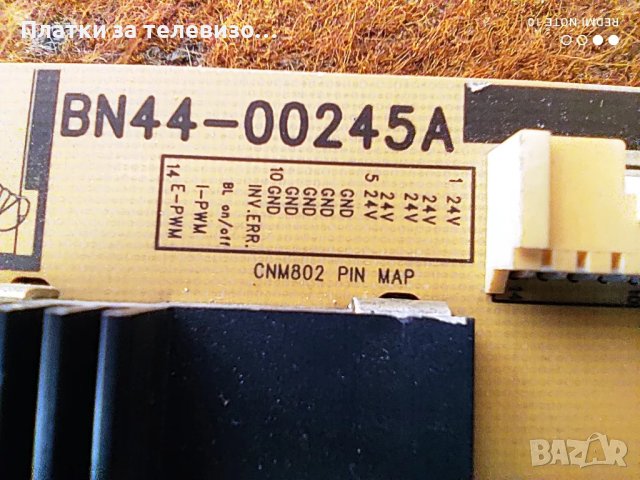 Платки за телевизо...
REDMI NOTE 10
BN44-00245A
1 24V
24V
24V
24V
5 24V
GND
GND
GND
GND
10 GND
INV.ERR.
BL on/off
I-PWM
14 E-PWM
CNM802 PIN MAP
BAZAR